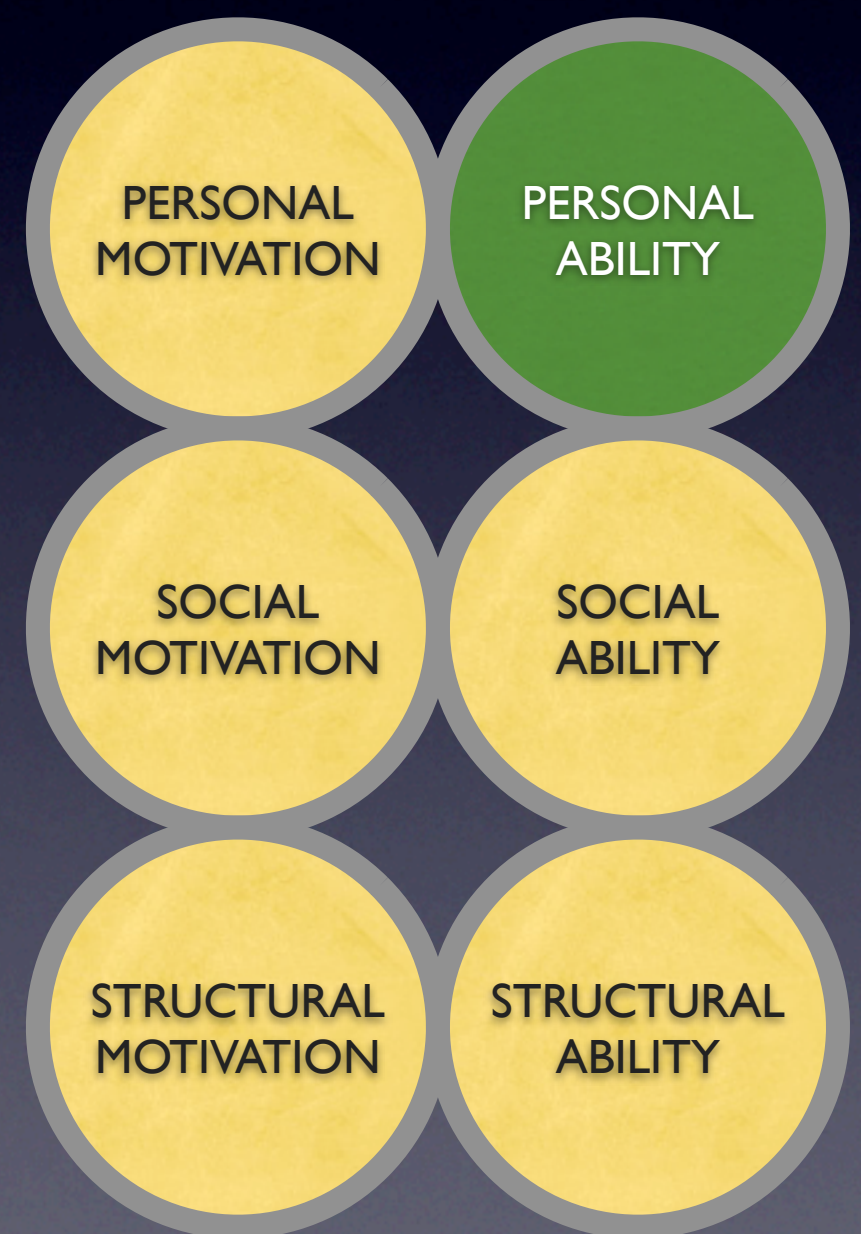 PERSONAL
MOTIVATION
PERSONAL
ABILITY
SOCIAL
MOTIVATION
SOCIAL
ABILITY
STRUCTURAL
MOTIVATION
STRUCTURAL
ABILITY